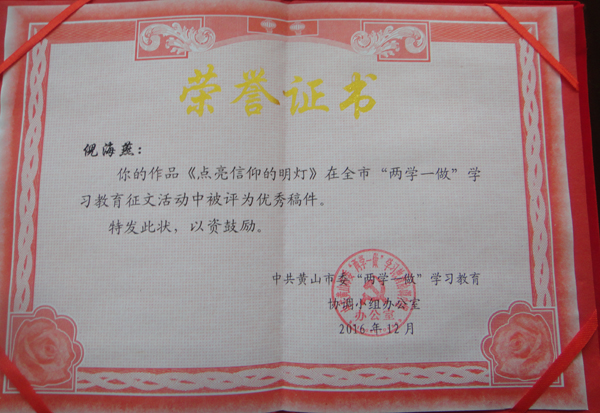 荣誉证书
倪海燕：
你的作品《点亮信仰的明灯》在全市“两学一做”学
习教育征文活动中被评为优秀稿件。
特发此状，以资鼓励。
中共黄山市委“两学一做”学习教育
协调小组办公室
2016年12月
办公室